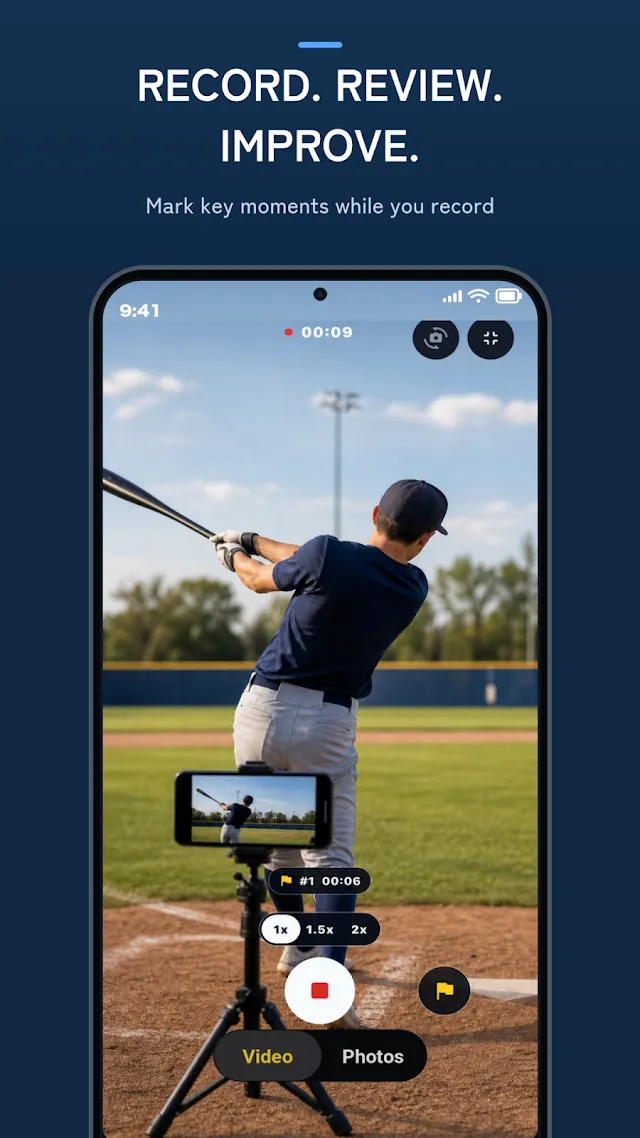 RECORD. REVIEW.
IMPROVE.
Mark key moments while you record
9:41
00:09
#1 00:06
1x 1.5x 2x
Video Photos